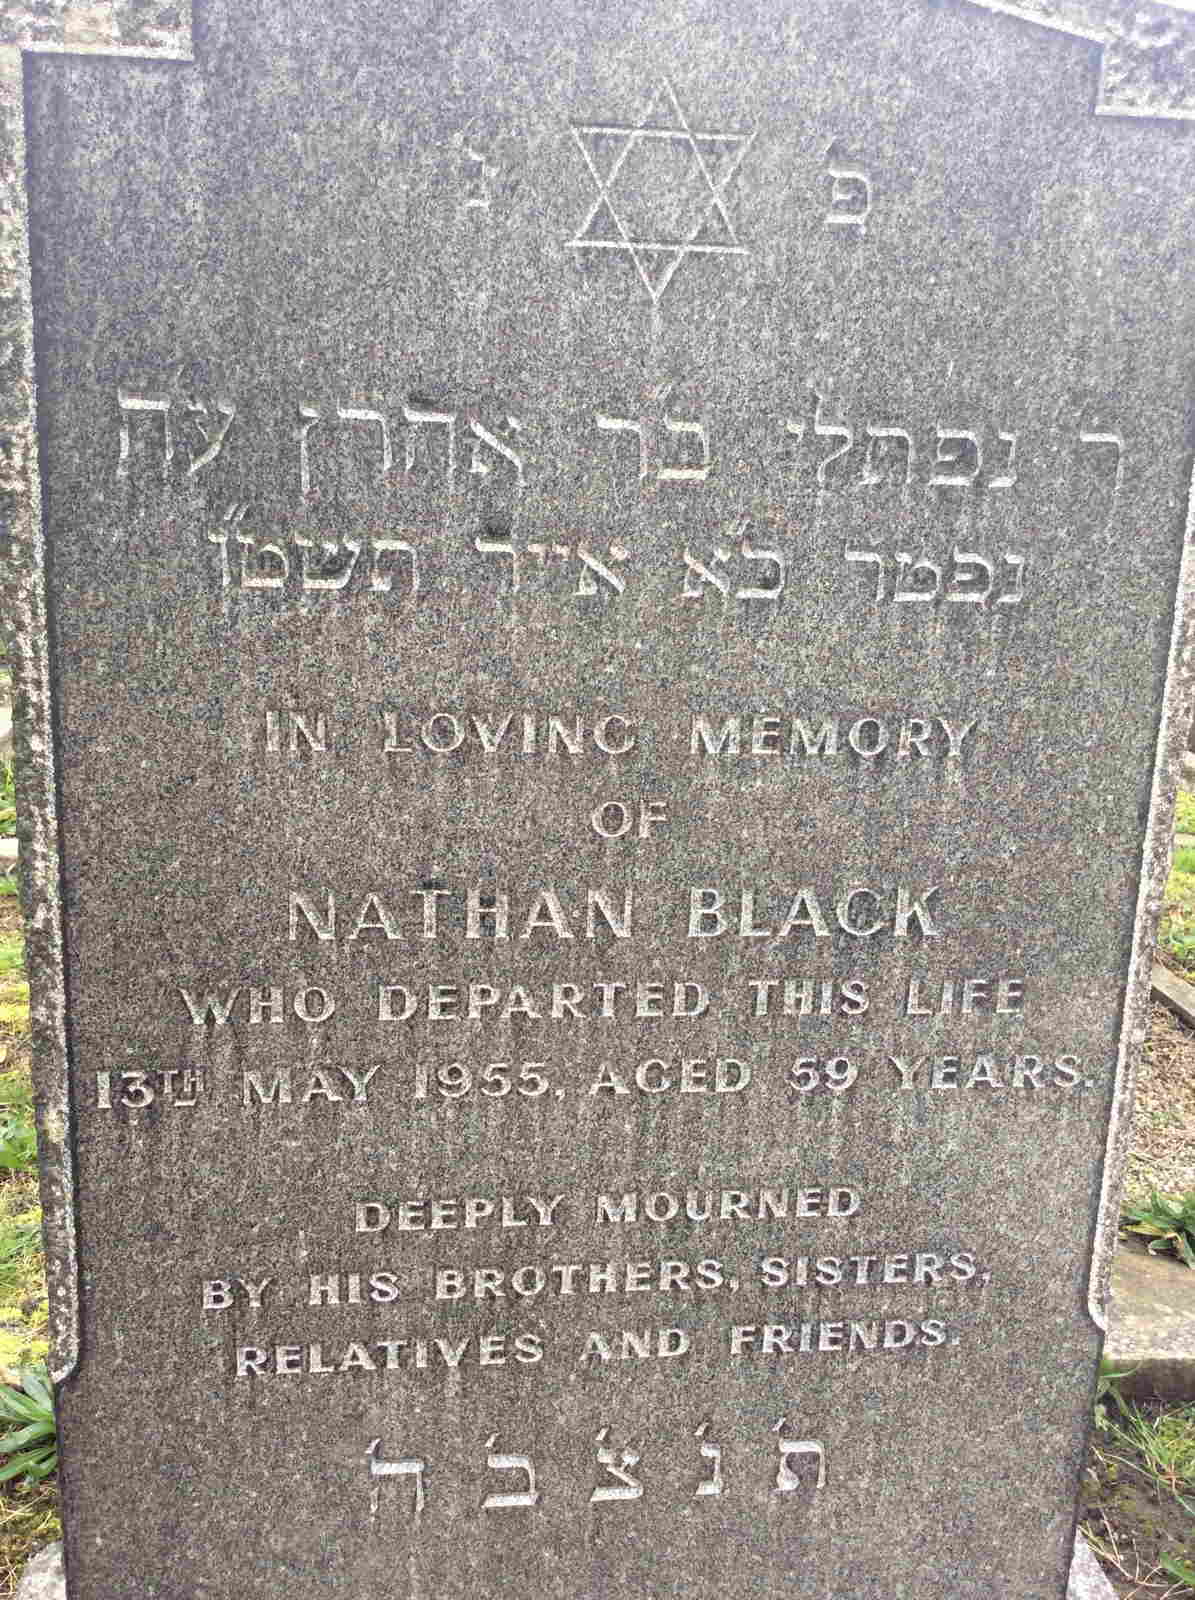 פ' נ'
ר נפתלי ב"ר אהרן ע"ה
נפטר כ"א אייר תשט"ו
IN LOVING MEMORY
OF
NATHAN BLACK
WHO DEPARTED THIS LIFE
13TH MAY 1955, AGED 59 YEARS.
DEEPLY MOURNED
BY HIS BROTHERS, SISTERS,
RELATIVES AND FRIENDS.
ת' נ' צ' ב' ה'